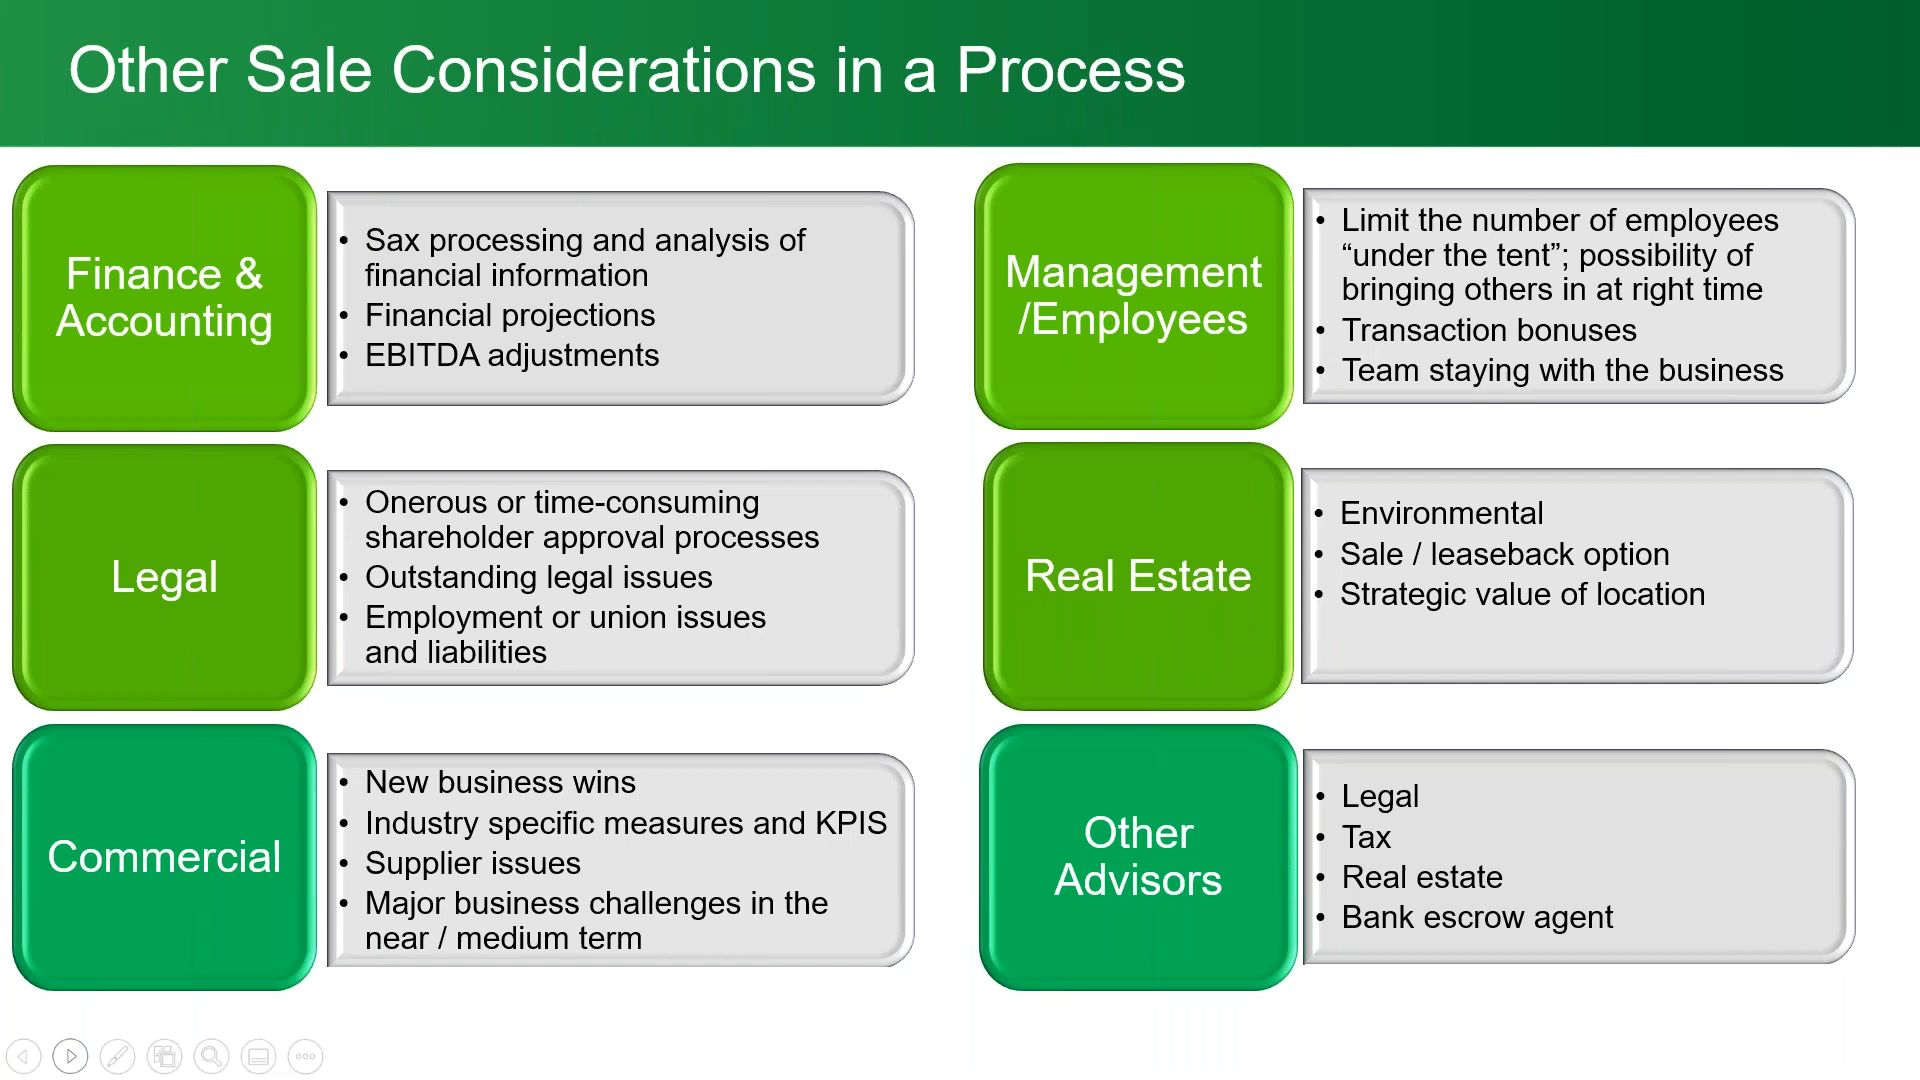 Other Sale Considerations in a Process
Finance &
Accounting
• Sax processing and analysis of
financial information
• Financial projections
• EBITDA adjustments
Legal
• Onerous or time-consuming
shareholder approval processes
• Outstanding legal issues
• Employment or union issues
and liabilities
Commercial
• New business wins
• Industry specific measures and KPIS
• Supplier issues
• Major business challenges in the
near / medium term
Management
/Employees
• Limit the number of employees
“under the tent”; possibility of
bringing others in at right time
• Transaction bonuses
• Team staying with the business
Real Estate
• Environmental
• Sale / leaseback option
• Strategic value of location
Other
Advisors
• Legal
• Tax
• Real estate
• Bank escrow agent